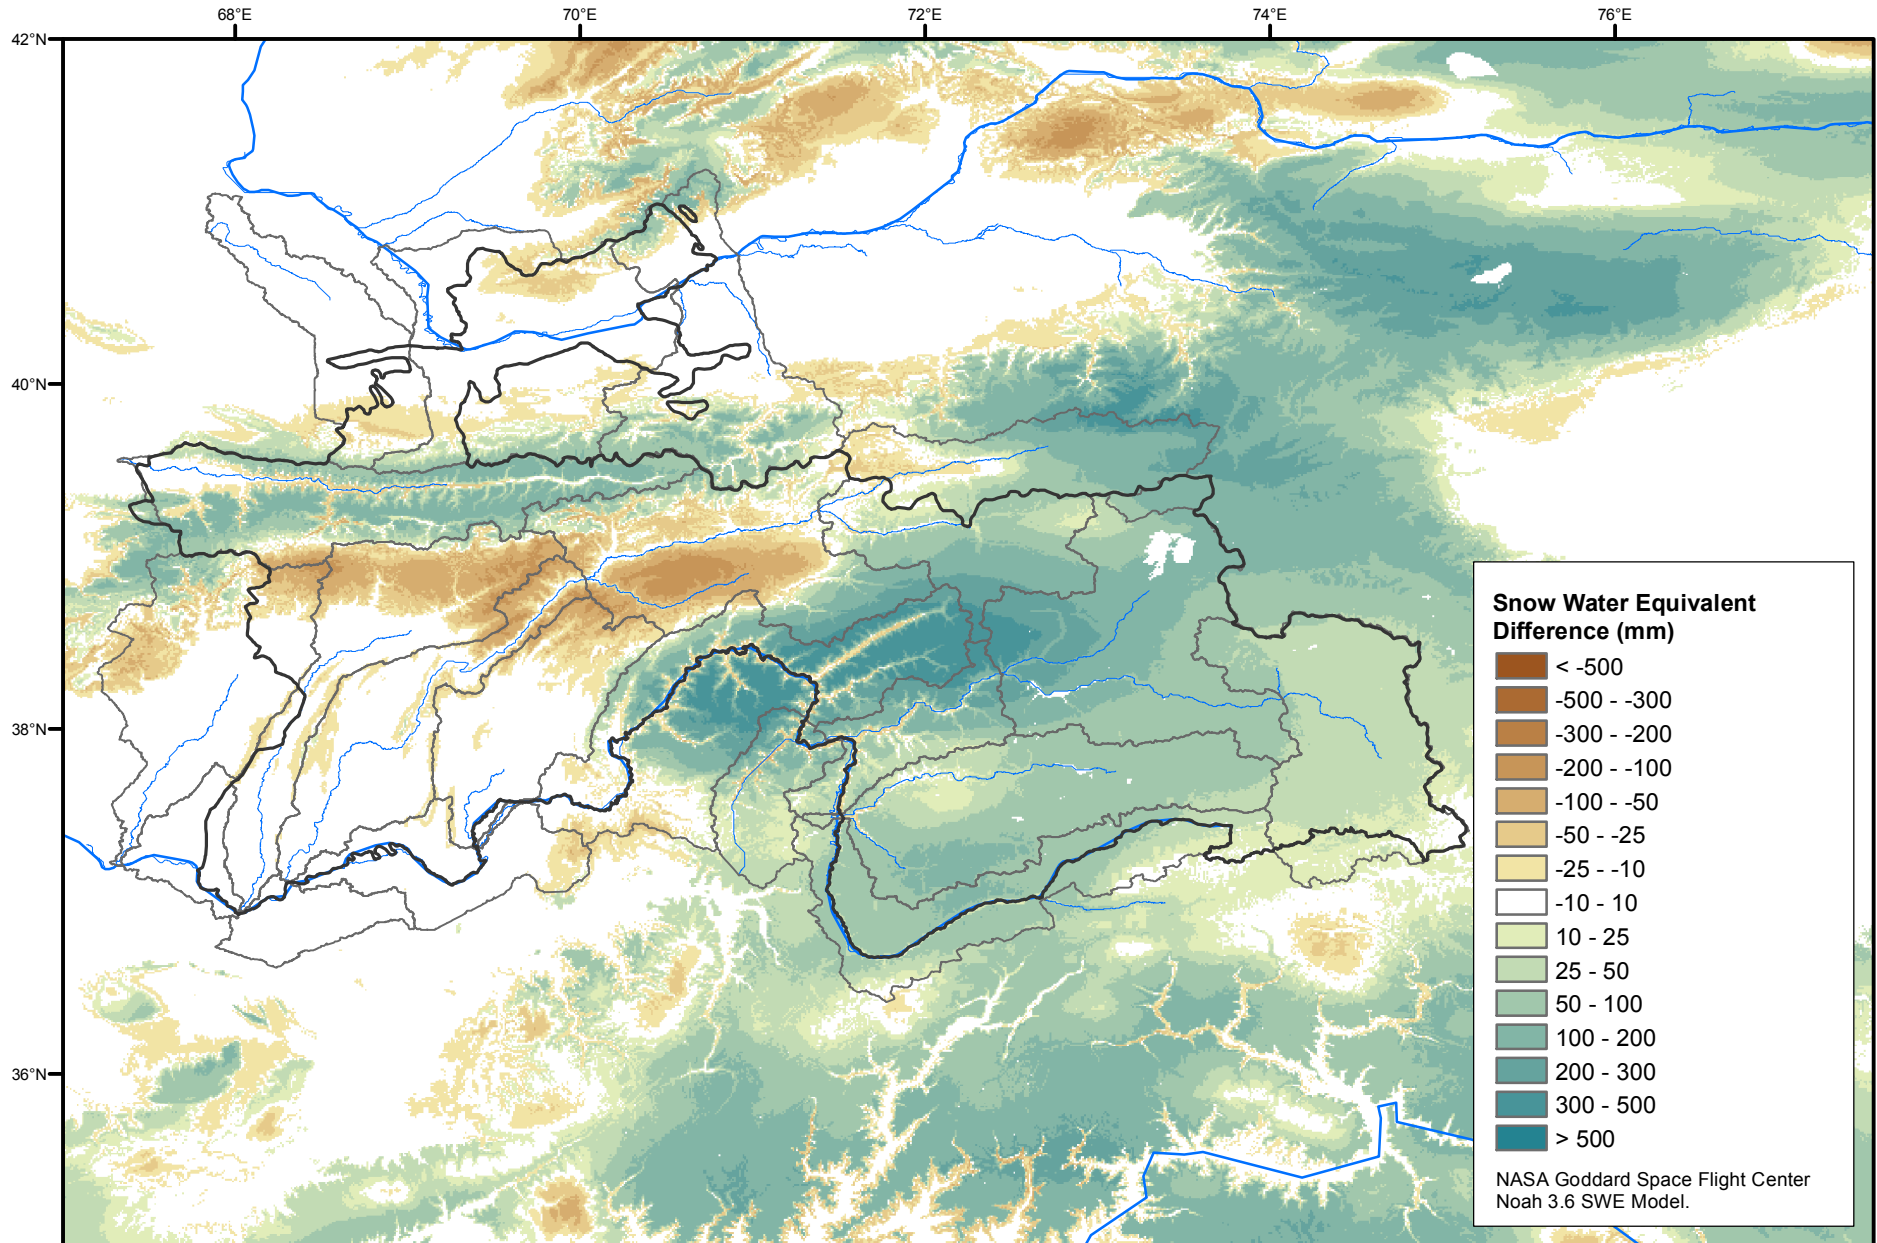 68°E 70°E 72°E 74°E 76°E
42°N
40°N
38°N
36°N
Snow Water Equivalent
Difference (mm)
< -500
-500 - -300
-300 - -200
-200 - -100
-100 - -50
-50 - -25
-25 - -10
-10 - 10
10 - 25
25 - 50
50 - 100
100 - 200
200 - 300
300 - 500
> 500
NASA Goddard Space Flight Center
Noah 3.6 SWE Model.